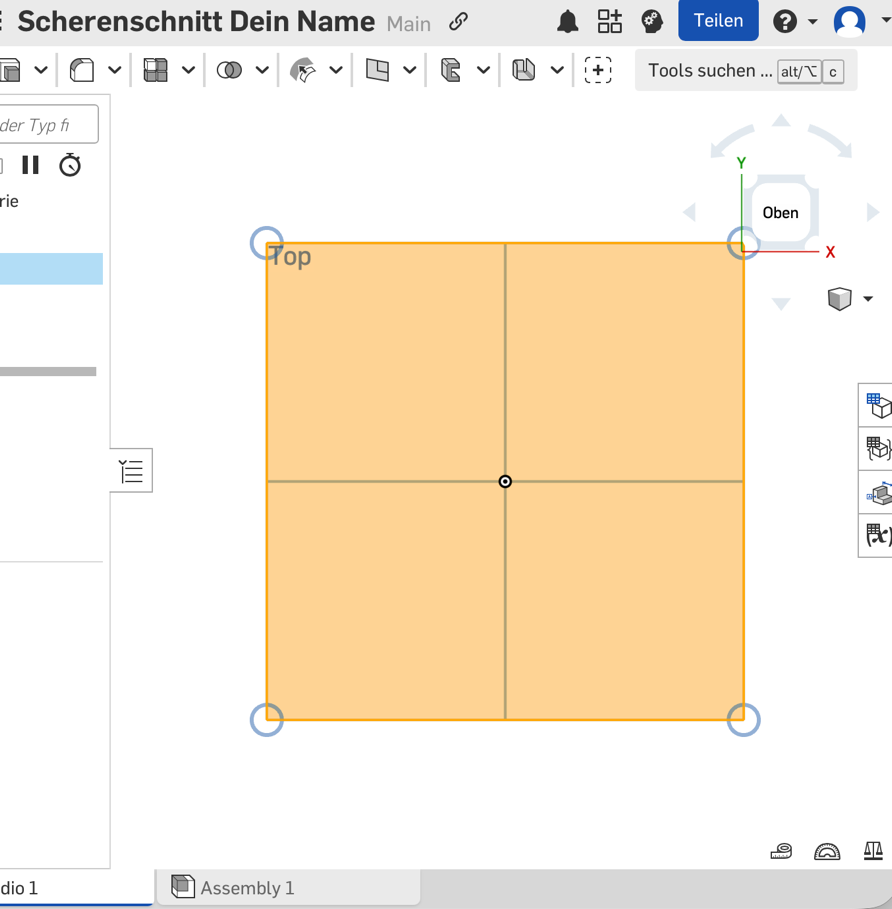 Scherenschnitt Dein Name Main
Teilen
Tools suchen ... alt/⌥ c
der Typ fi
rie
Y
Oben
X
Top
(x)
dio 1
Assembly 1